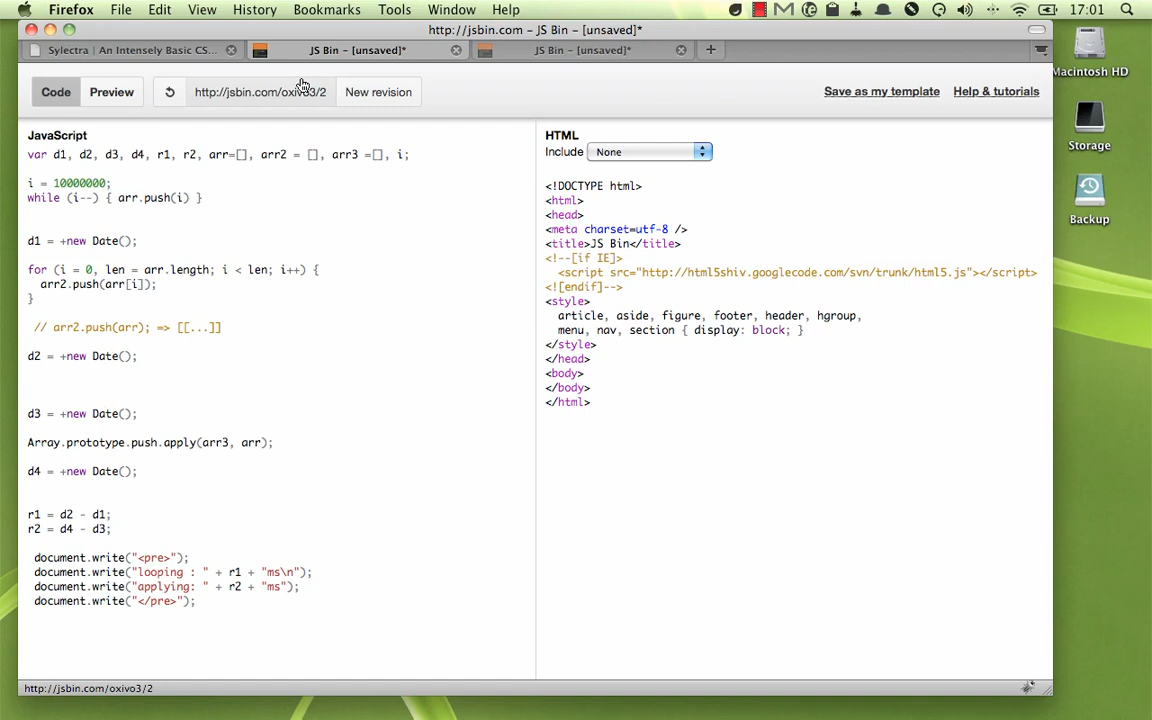 Firefox File Edit View History Bookmarks Tools Window Help 17:01
http://jsbin.com – JS Bin – [unsaved]*
Sylectra | An Intensely Basic CS... JS Bin – [unsaved]* JS Bin – [unsaved]*
Code Preview http://jsbin.com/oxivo3/2 New revision Save as my template Help & tutorials
JavaScript
var d1, d2, d3, d4, r1, r2, arr=[], arr2 = [], arr3 =[], i;
i = 10000000;
while (i--) { arr.push(i) }
d1 = +new Date();
for (i = 0, len = arr.length; i < len; i++) {
arr2.push(arr[i]);
}
// arr2.push(arr); => [[...]]
d2 = +new Date();
d3 = +new Date();
Array.prototype.push.apply(arr3, arr);
d4 = +new Date();
r1 = d2 - d1;
r2 = d4 - d3;
document.write("<pre>");
document.write("looping : " + r1 + "ms\n");
document.write("applying: " + r2 + "ms");
document.write("</pre>");
HTML
Include None
<!DOCTYPE html>
<html>
<head>
<meta charset=utf-8 />
<title>JS Bin</title>
<!--[if IE]>
<script src="http://html5shiv.googlecode.com/svn/trunk/html5.js"></script>
<![endif]-->
<style>
article, aside, figure, footer, header, hgroup,
menu, nav, section { display: block; }
</style>
</head>
<body>
</body>
</html>
http://jsbin.com/oxivo3/2
Macintosh HD
Storage
Backup